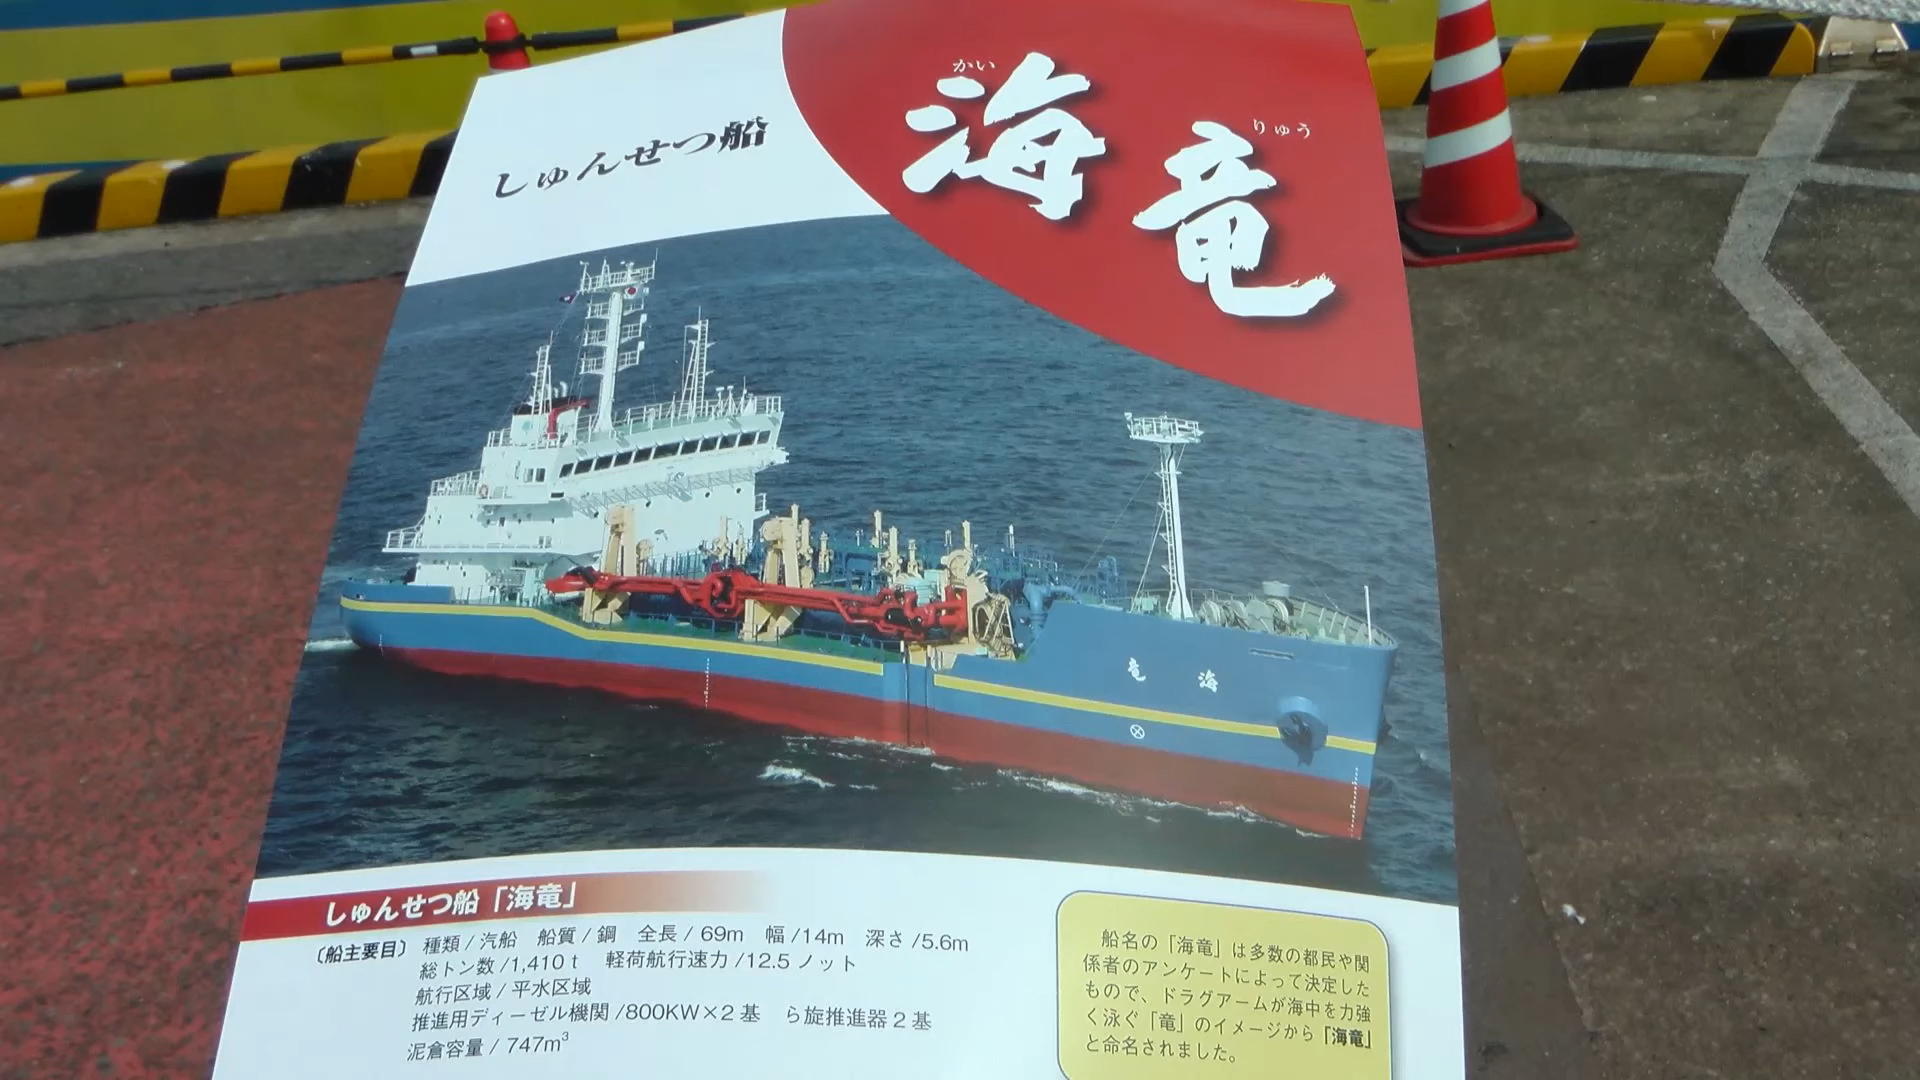 しゅんせつ船
かい
りゅう
海竜
竜 海
しゅんせつ船「海竜」
〔船主要目〕 種類/汽船 船質/鋼 全長/69m 幅/14m 深さ/5.6m
総トン数/1,410t 軽荷航行速力/12.5ノット
航行区域/平水区域
推進用ディーゼル機関/800KW×2基 ら旋推進器2基
泥倉容量/747m³
船名の「海竜」は多数の都民や関
係者のアンケートによって決定した
もので、ドラグアームが海中を力強
く泳ぐ「竜」のイメージから「海竜」
と命名されました。